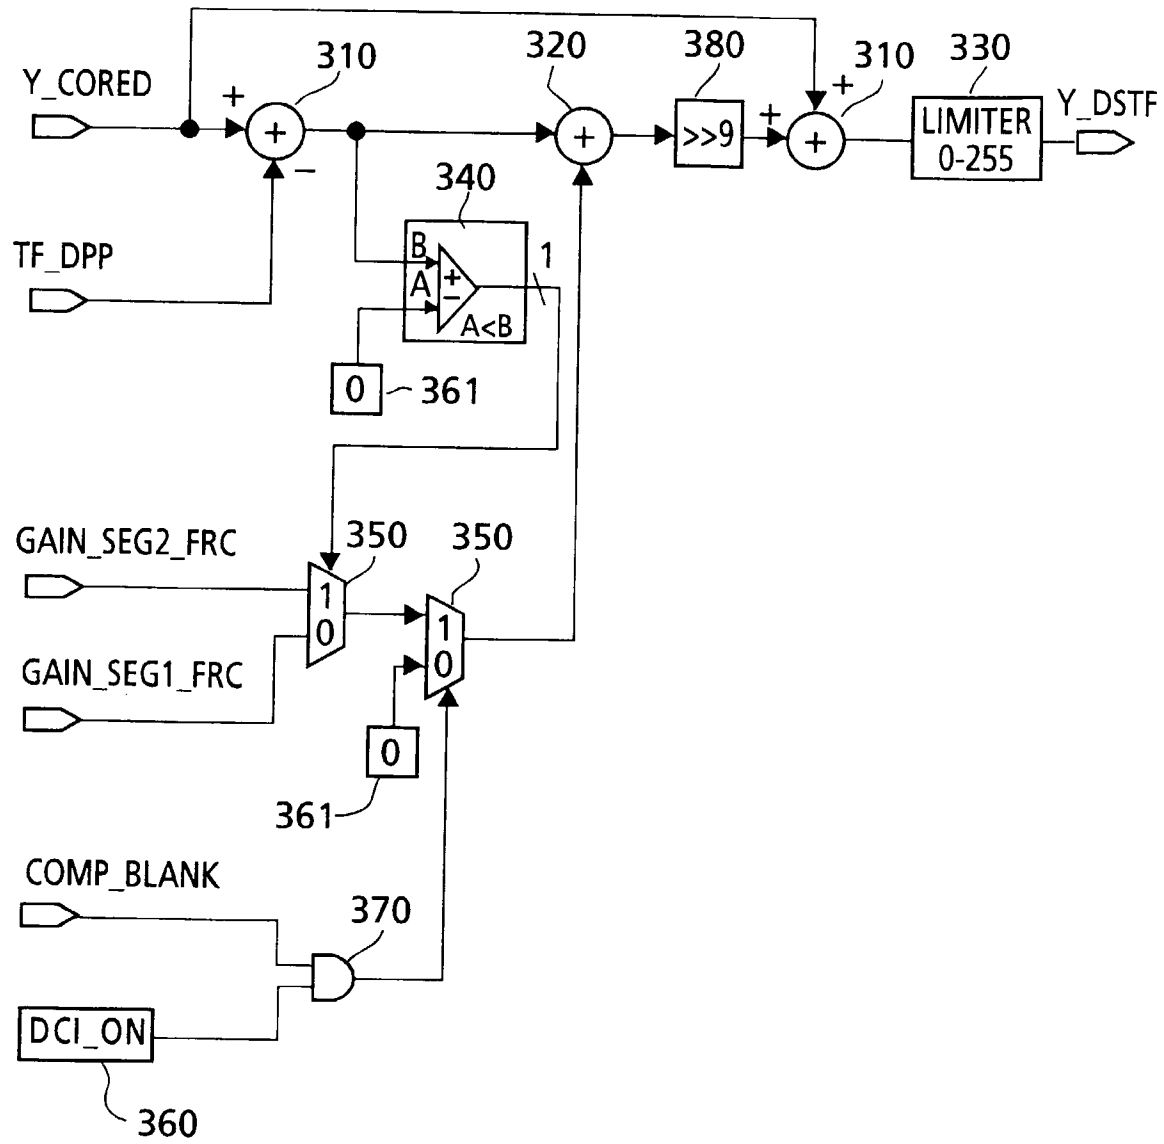 310
320
380
310
330
Y_CORED
+
+
−
+
>>9
+
+
+
LIMITER
0-255
Y_DSTF
340
TF_DPP
B
A
+
−
A<B
1
0
361
GAIN_SEG2_FRC
350
350
1
0
1
0
GAIN_SEG1_FRC
0
361
COMP_BLANK
370
DCI_ON
360